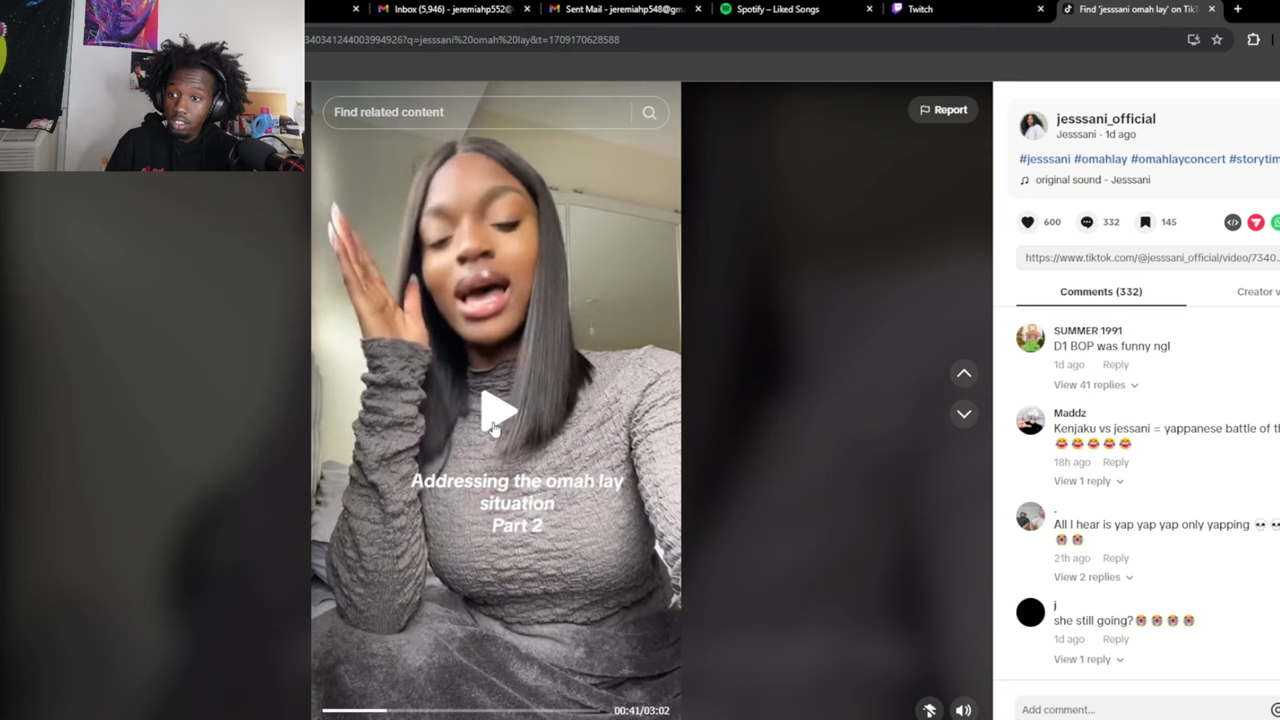 Inbox (5,946) - jeremiahp552@
Sent Mail - jeremiahp548@gm
Spotify – Liked Songs
Twitch
Find 'jesssani omah lay' on Tik
3403412440039949​26?q=jesssani%20omah%20lay&t=1709170628588
Find related content
Report
Addressing the omah lay
situation
Part 2
00:41/03:02
jesssani_official
Jesssani · 1d ago
#jesssani #omahlay #omahlayconcert #storytim
original sound - Jesssani
600
332
145
https://www.tiktok.com/@jesssani_official/video/7340...
Comments (332)
Creator v
SUMMER 1991
D1 BOP was funny ngl
1d ago Reply
View 41 replies
Maddz
Kenjaku vs jessani = yappanese battle of th
😂😂😂😂😂
18h ago Reply
View 1 reply
.
All I hear is yap yap yap only yapping 💀💀
😭😭
21h ago Reply
View 2 replies
j
she still going?😭😭😭😭
1d ago Reply
View 1 reply
Add comment...